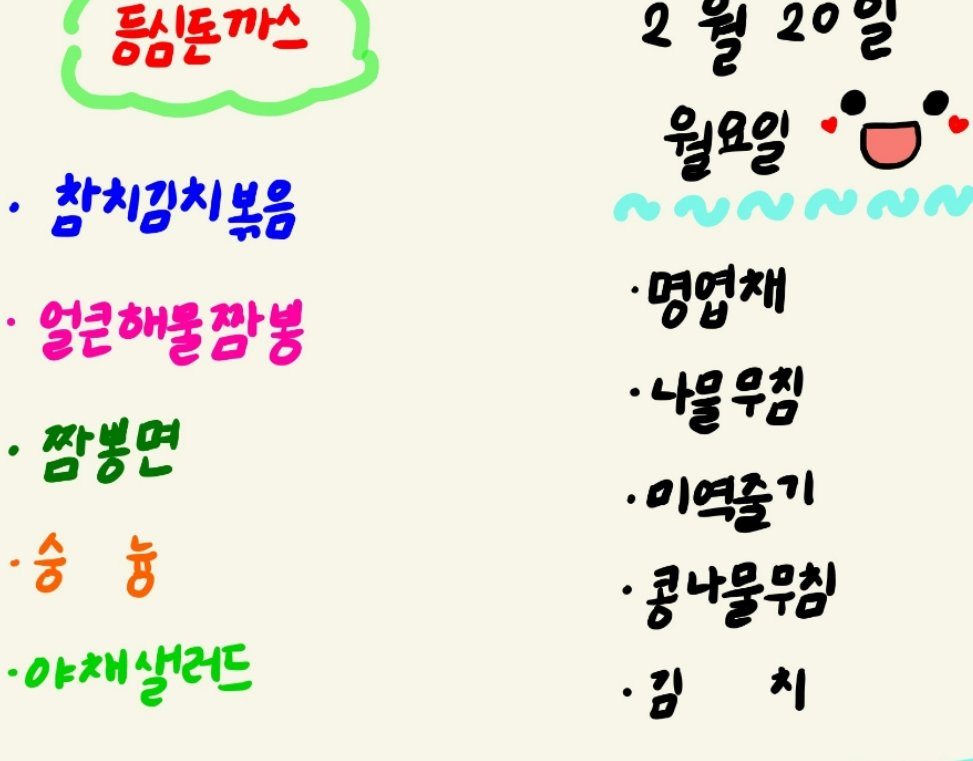 등심돈까스
· 참치김치볶음
· 얼큰해물짬뽕
· 짬뽕면
· 숭 늉
· 야채샐러드
2월 20일
월요일
· 명엽채
· 나물무침
· 미역줄기
· 콩나물무침
· 김 치